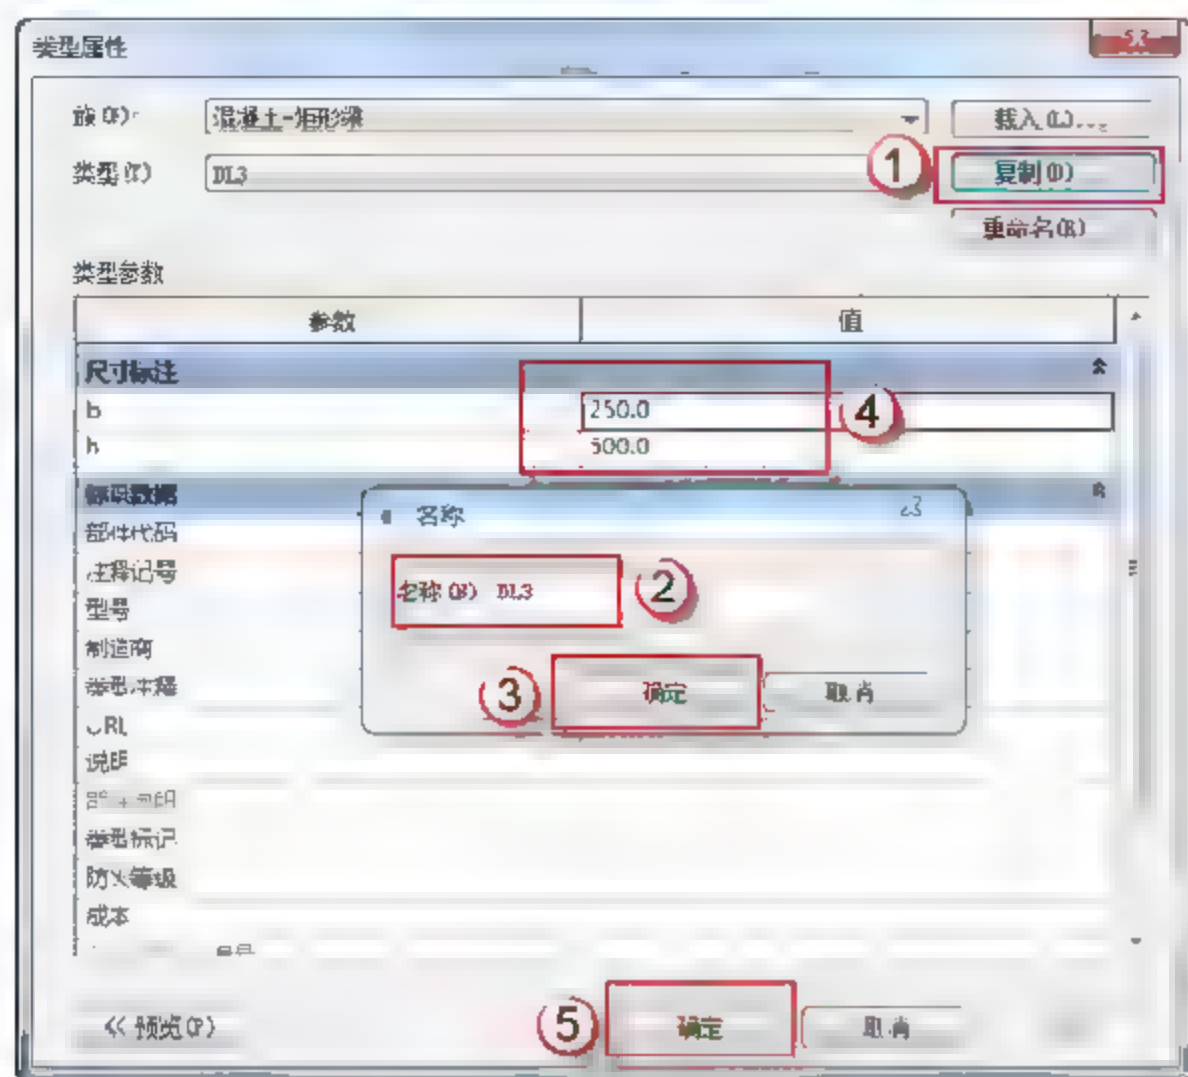 类型属性
族(F): 混凝土-矩形梁 载入(L)...
类型(T) DL3 ① 复制(D)
重命名(R)
类型参数
参数 值
尺寸标注
b 250.0 ④
h 500.0
标识数据
名称
部件代码
注释记号
名称(N) DL3 ②
型号
制造商
类型注释 ③ 确定 取消
URL
说明
类型标记
防火等级
成本
<< 预览(P) ⑤ 确定 取消